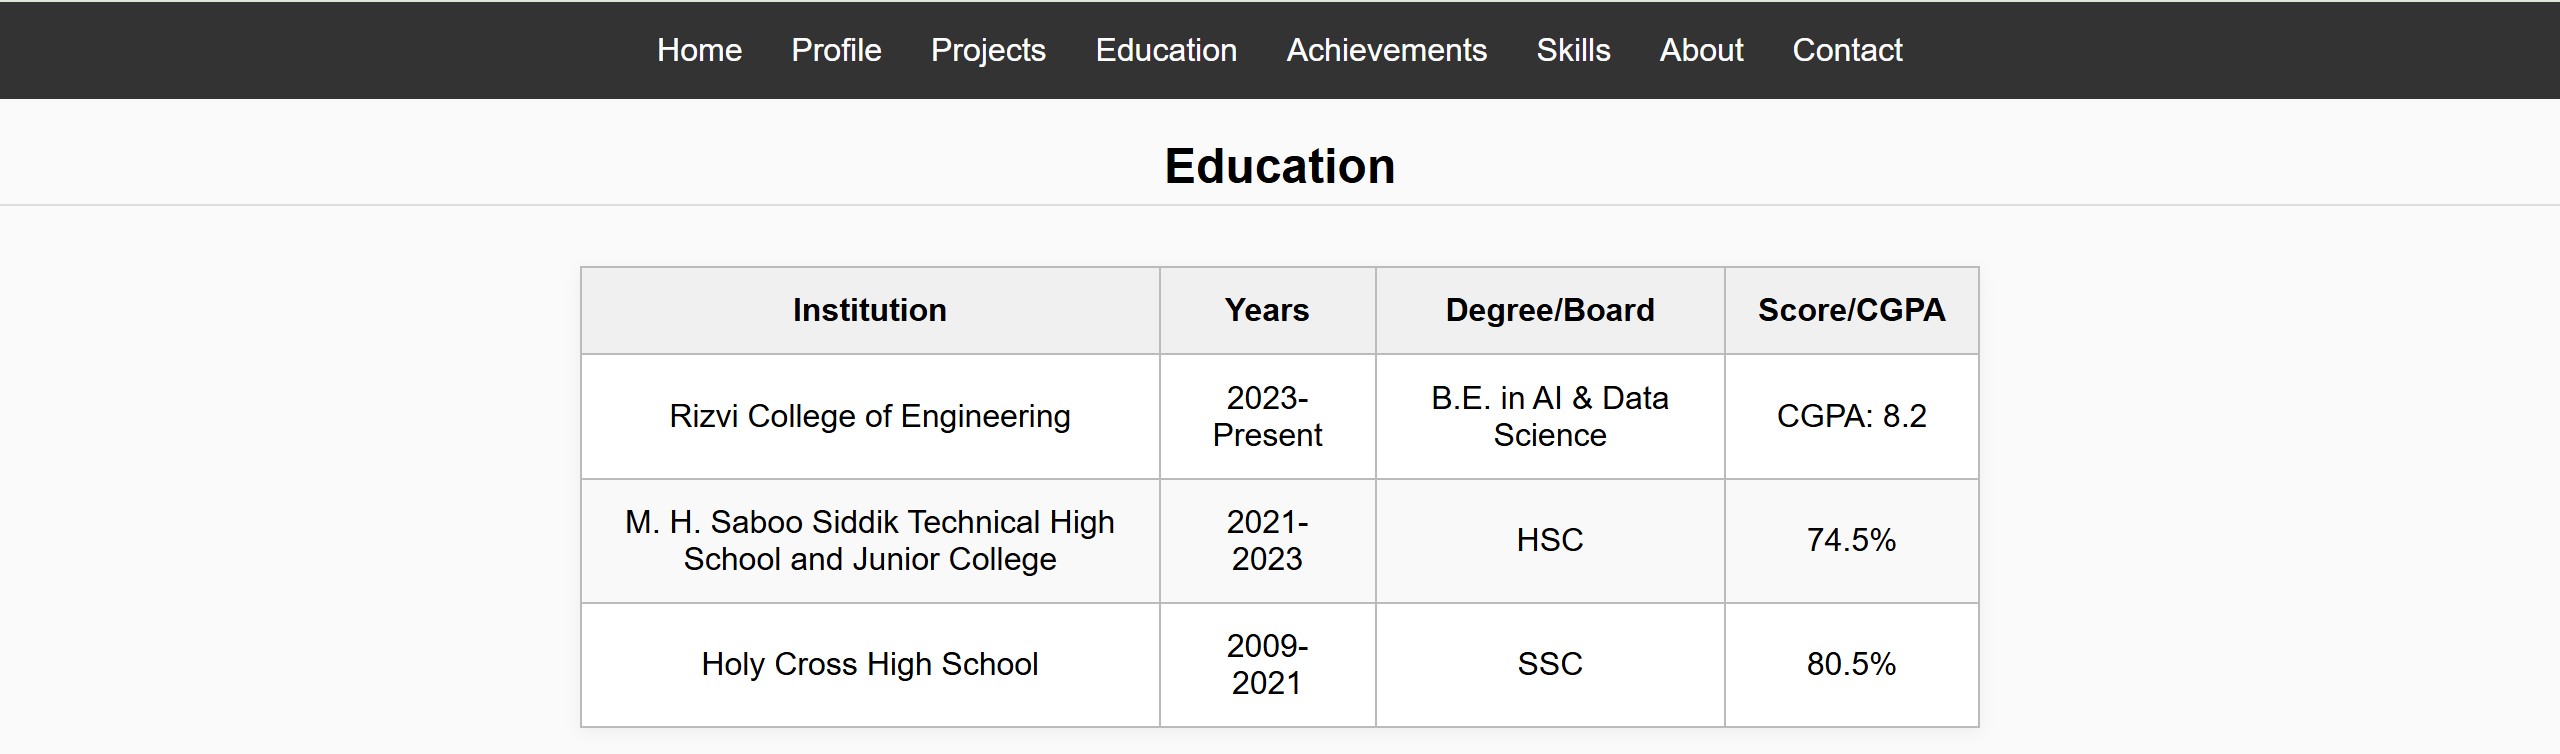 Home Profile Projects Education Achievements Skills About Contact
Education
Institution Years Degree/Board Score/CGPA
Rizvi College of Engineering
2023-
Present
B.E. in AI & Data
Science
CGPA: 8.2
M. H. Saboo Siddik Technical High
School and Junior College
2021-
2023
HSC
74.5%
Holy Cross High School
2009-
2021
SSC
80.5%